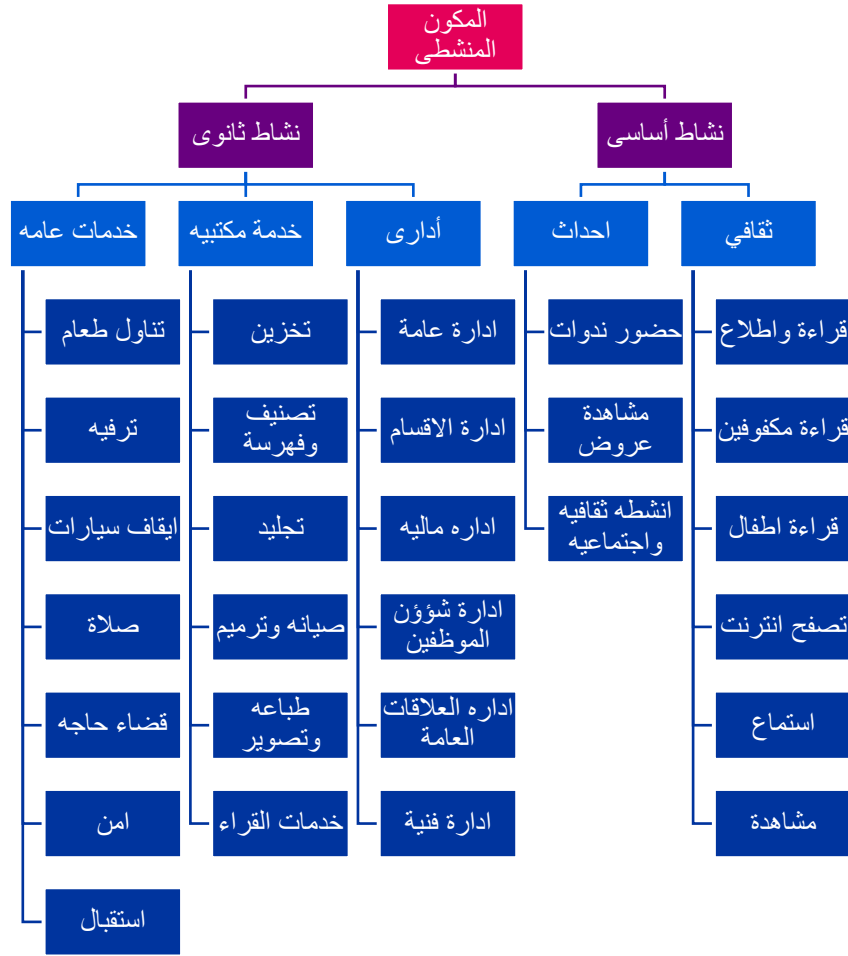 المكون
المنشطى
نشاط أساسى
نشاط ثانوى
ثقافي
احداث
أدارى
خدمة مكتبيه
خدمات عامه
قراءة واطلاع
حضور ندوات
ادارة عامة
تخزين
تناول طعام
قراءة مكفوفين
مشاهدة
عروض
ادارة الاقسام
تصنيف
وفهرسة
ترفيه
قراءة اطفال
انشطه ثقافيه
واجتماعيه
اداره ماليه
تجليد
ايقاف سيارات
تصفح انترنت
ادارة شؤؤن
الموظفين
صيانه وترميم
صلاة
استماع
اداره العلاقات
العامة
طباعه
وتصوير
قضاء حاجه
مشاهدة
ادارة فنية
خدمات القراء
امن
استقبال